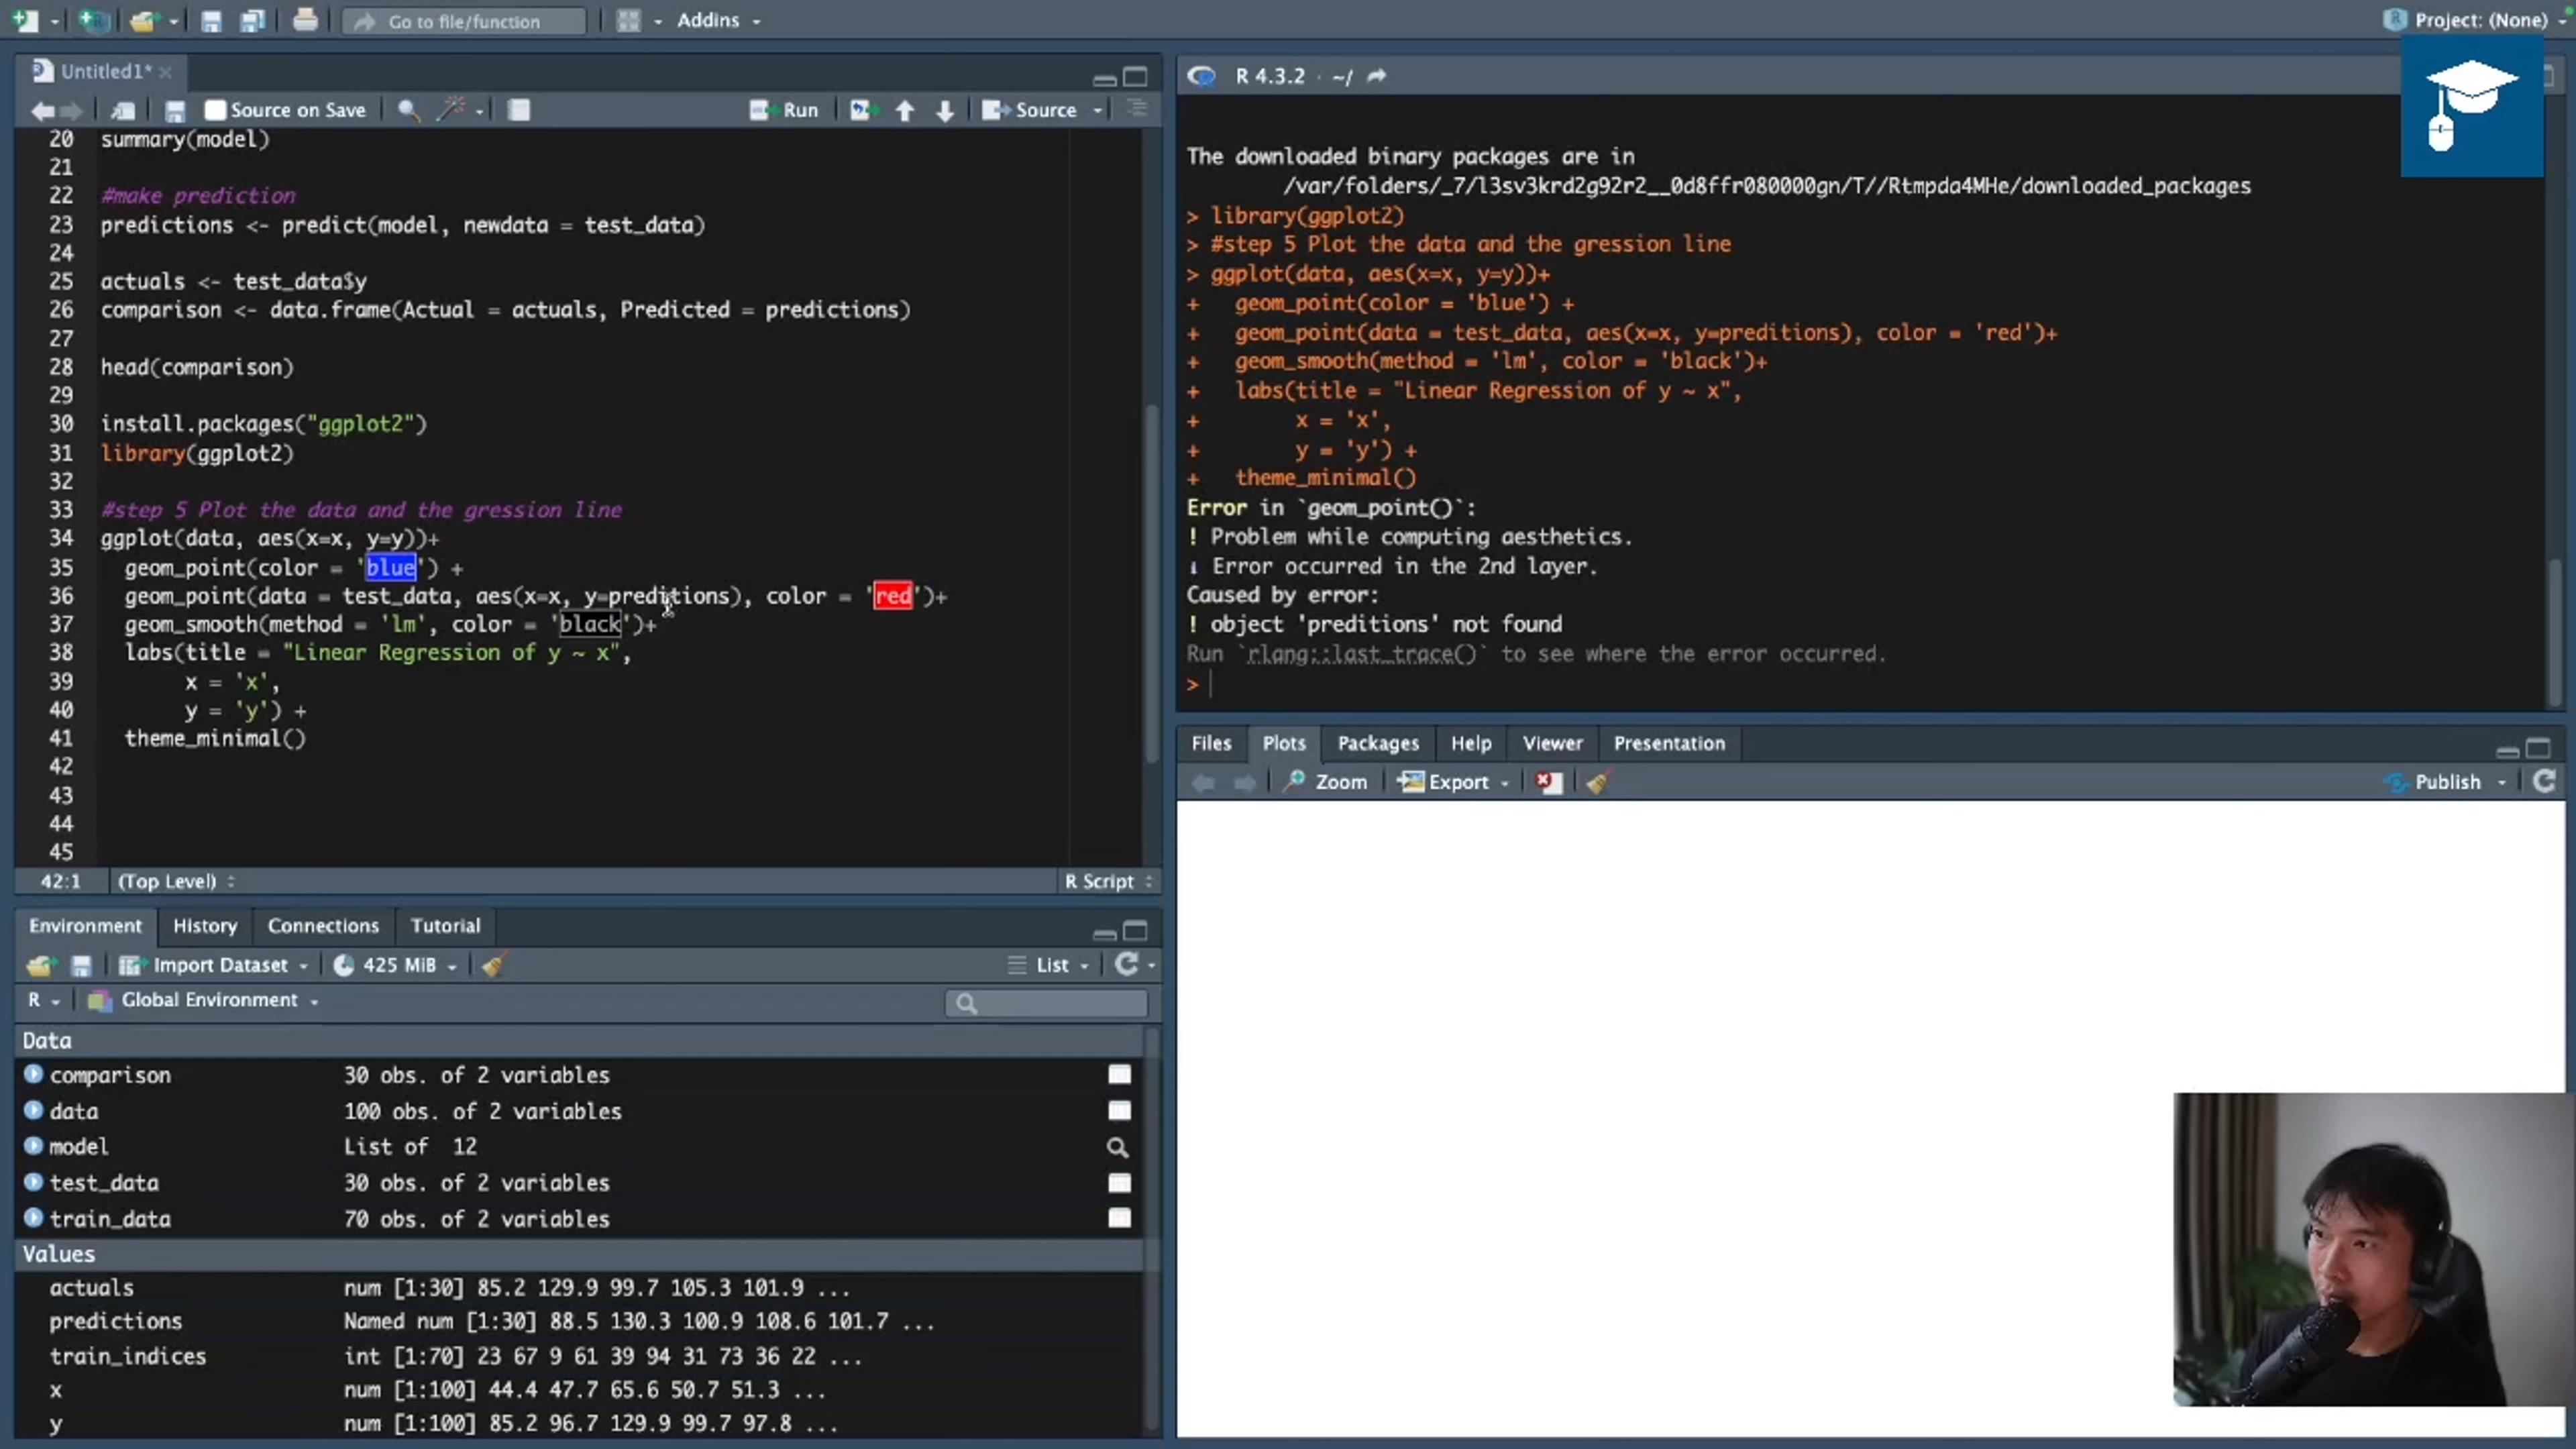 Go to file/function
Addins
Project: (None)
Untitled1*
Source on Save
Run
Source
20 summary(model)
21
22 #make prediction
23 predictions <- predict(model, newdata = test_data)
24
25 actuals <- test_data$y
26 comparison <- data.frame(Actual = actuals, Predicted = predictions)
27
28 head(comparison)
29
30 install.packages("ggplot2")
31 library(ggplot2)
32
33 #step 5 Plot the data and the gression line
34 ggplot(data, aes(x=x, y=y))+
35 geom_point(color = 'blue') +
36 geom_point(data = test_data, aes(x=x, y=preditions), color = 'red')+
37 geom_smooth(method = 'lm', color = 'black')+
38 labs(title = "Linear Regression of y ~ x",
39 x = 'x',
40 y = 'y') +
41 theme_minimal()
42
43
44
45
42:1 (Top Level) R Script
R 4.3.2 · ~/
The downloaded binary packages are in
/var/folders/_7/l3sv3krd2g92r2__0d8ffr080000gn/T//Rtmpda4MHe/downloaded_packages
> library(ggplot2)
> #step 5 Plot the data and the gression line
> ggplot(data, aes(x=x, y=y))+
+ geom_point(color = 'blue') +
+ geom_point(data = test_data, aes(x=x, y=preditions), color = 'red')+
+ geom_smooth(method = 'lm', color = 'black')+
+ labs(title = "Linear Regression of y ~ x",
+ x = 'x',
+ y = 'y') +
+ theme_minimal()
Error in `geom_point()`:
! Problem while computing aesthetics.
ℹ Error occurred in the 2nd layer.
Caused by error:
! object 'preditions' not found
Run `rlang::last_trace()` to see where the error occurred.
>
Environment History Connections Tutorial
Import Dataset 425 MiB List
R Global Environment
Data
comparison 30 obs. of 2 variables
data 100 obs. of 2 variables
model List of 12
test_data 30 obs. of 2 variables
train_data 70 obs. of 2 variables
Values
actuals num [1:30] 85.2 129.9 99.7 105.3 101.9 ...
predictions Named num [1:30] 88.5 130.3 100.9 108.6 101.7 ...
train_indices int [1:70] 23 67 9 61 39 94 31 73 36 22 ...
x num [1:100] 44.4 47.7 65.6 50.7 51.3 ...
y num [1:100] 85.2 96.7 129.9 99.7 97.8 ...
Files Plots Packages Help Viewer Presentation
Zoom Export Publish